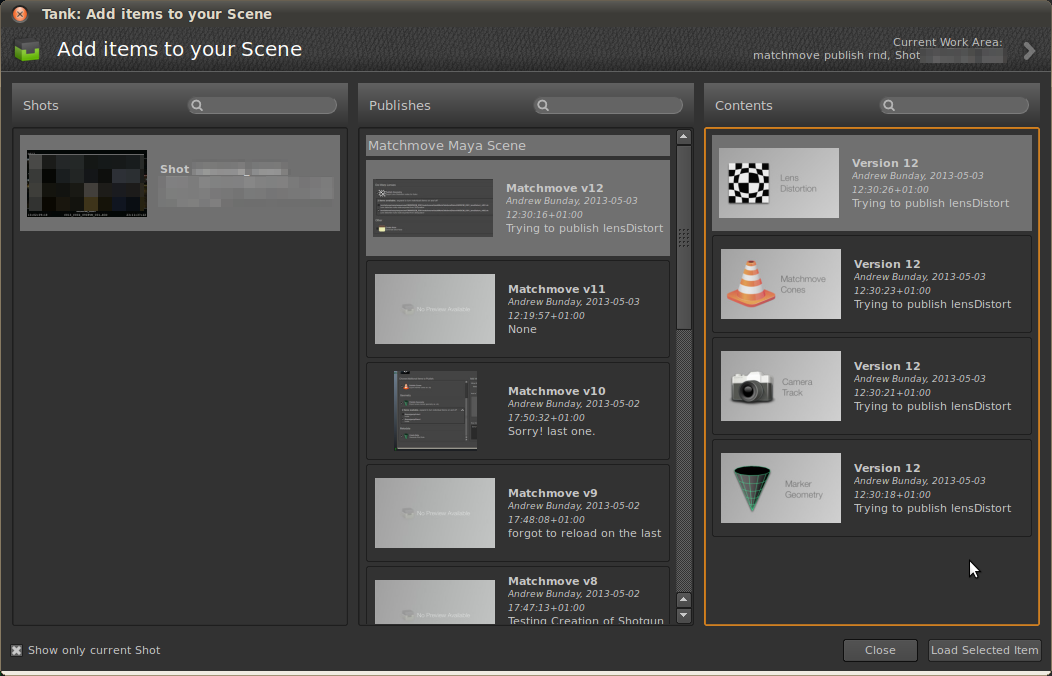 Tank: Add items to your Scene
Add items to your Scene
Current Work Area:
matchmove publish rnd, Shot
Shots
Shot
Publishes
Matchmove Maya Scene
Matchmove v12
Andrew Bunday, 2013-05-03
12:30:16+01:00
Trying to publish lensDistort
No Preview Available
Matchmove v11
Andrew Bunday, 2013-05-03
12:19:57+01:00
None
Matchmove v10
Andrew Bunday, 2013-05-02
17:50:32+01:00
Sorry! last one.
No Preview Available
Matchmove v9
Andrew Bunday, 2013-05-02
17:48:08+01:00
forgot to reload on the last
No Preview Available
Matchmove v8
Andrew Bunday, 2013-05-02
17:47:13+01:00
Testing Creation of Shotgun
Contents
Lens
Distortion
Version 12
Andrew Bunday, 2013-05-03
12:30:26+01:00
Trying to publish lensDistort
Matchmove
Cones
Version 12
Andrew Bunday, 2013-05-03
12:30:23+01:00
Trying to publish lensDistort
Camera
Track
Version 12
Andrew Bunday, 2013-05-03
12:30:21+01:00
Trying to publish lensDistort
Marker
Geometry
Version 12
Andrew Bunday, 2013-05-03
12:30:18+01:00
Trying to publish lensDistort
Show only current Shot
Close
Load Selected Item